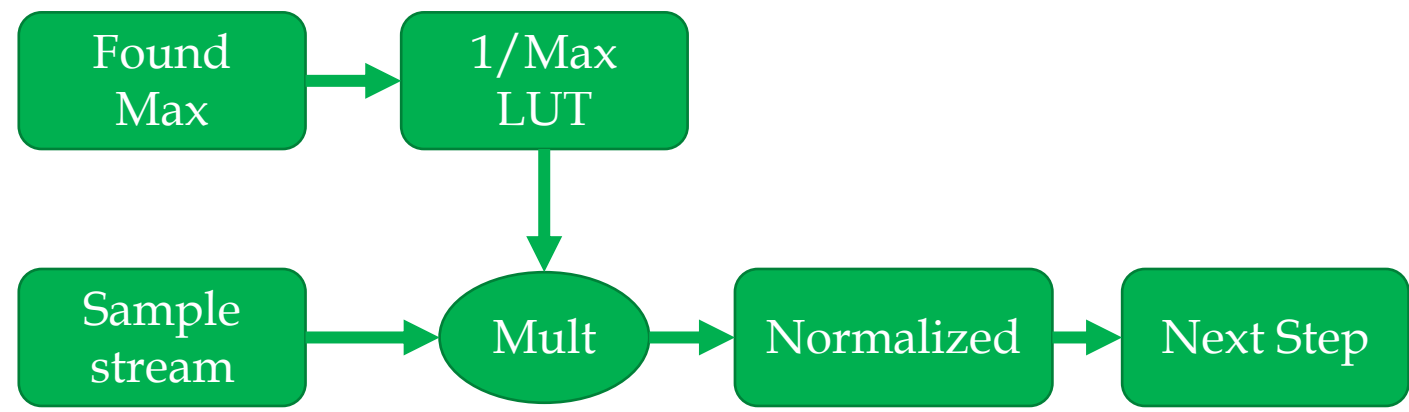 Found
Max
1/Max
LUT
Sample
stream
Mult
Normalized
Next Step